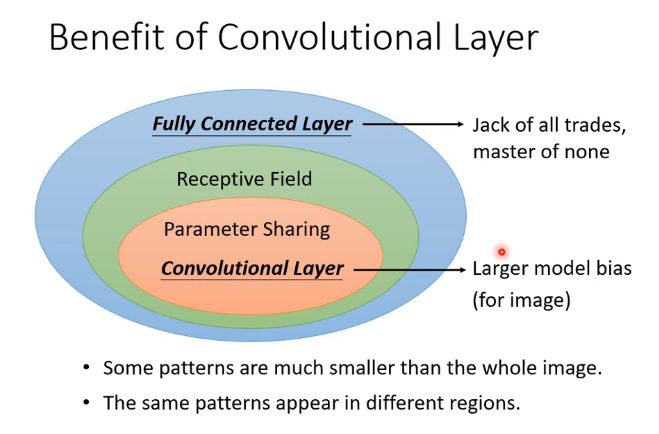 Benefit of Convolutional Layer
Fully Connected Layer
Jack of all trades,
master of none
Receptive Field
Parameter Sharing
Convolutional Layer
Larger model bias
(for image)
• Some patterns are much smaller than the whole image.
• The same patterns appear in different regions.